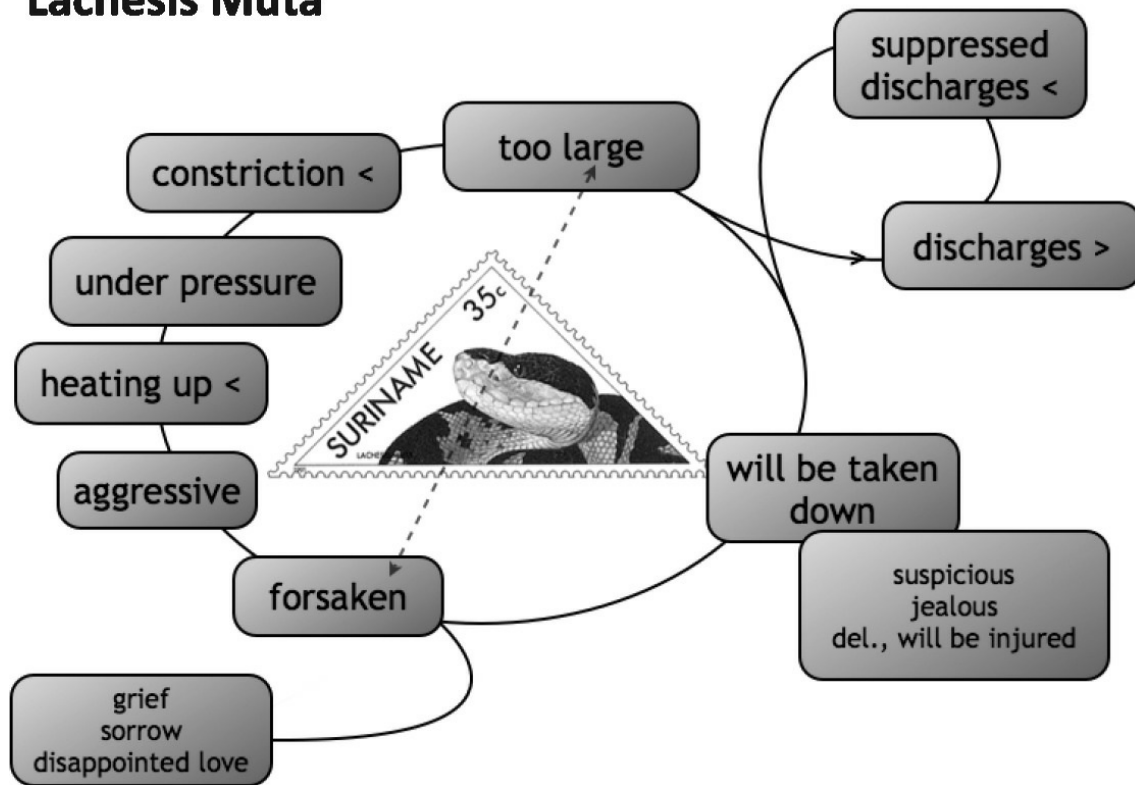 Lachesis Muta
suppressed
discharges <
too large
constriction <
discharges >
under pressure
35c
SURINAME
heating up <
aggressive
will be taken
down
suspicious
jealous
del., will be injured
forsaken
grief
sorrow
disappointed love